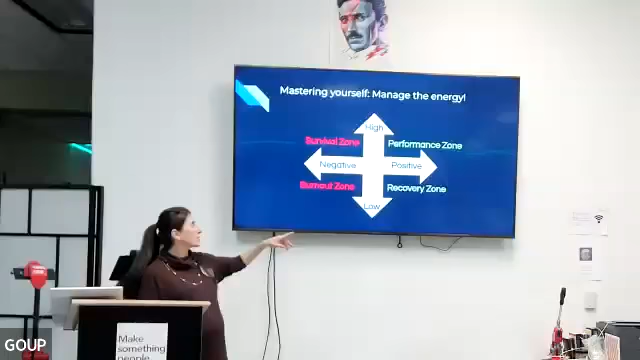 Mastering yourself: Manage the energy!
High
Survival Zone
Performance Zone
Negative
Positive
Burnout Zone
Recovery Zone
Low
Make
something
people
GOUP